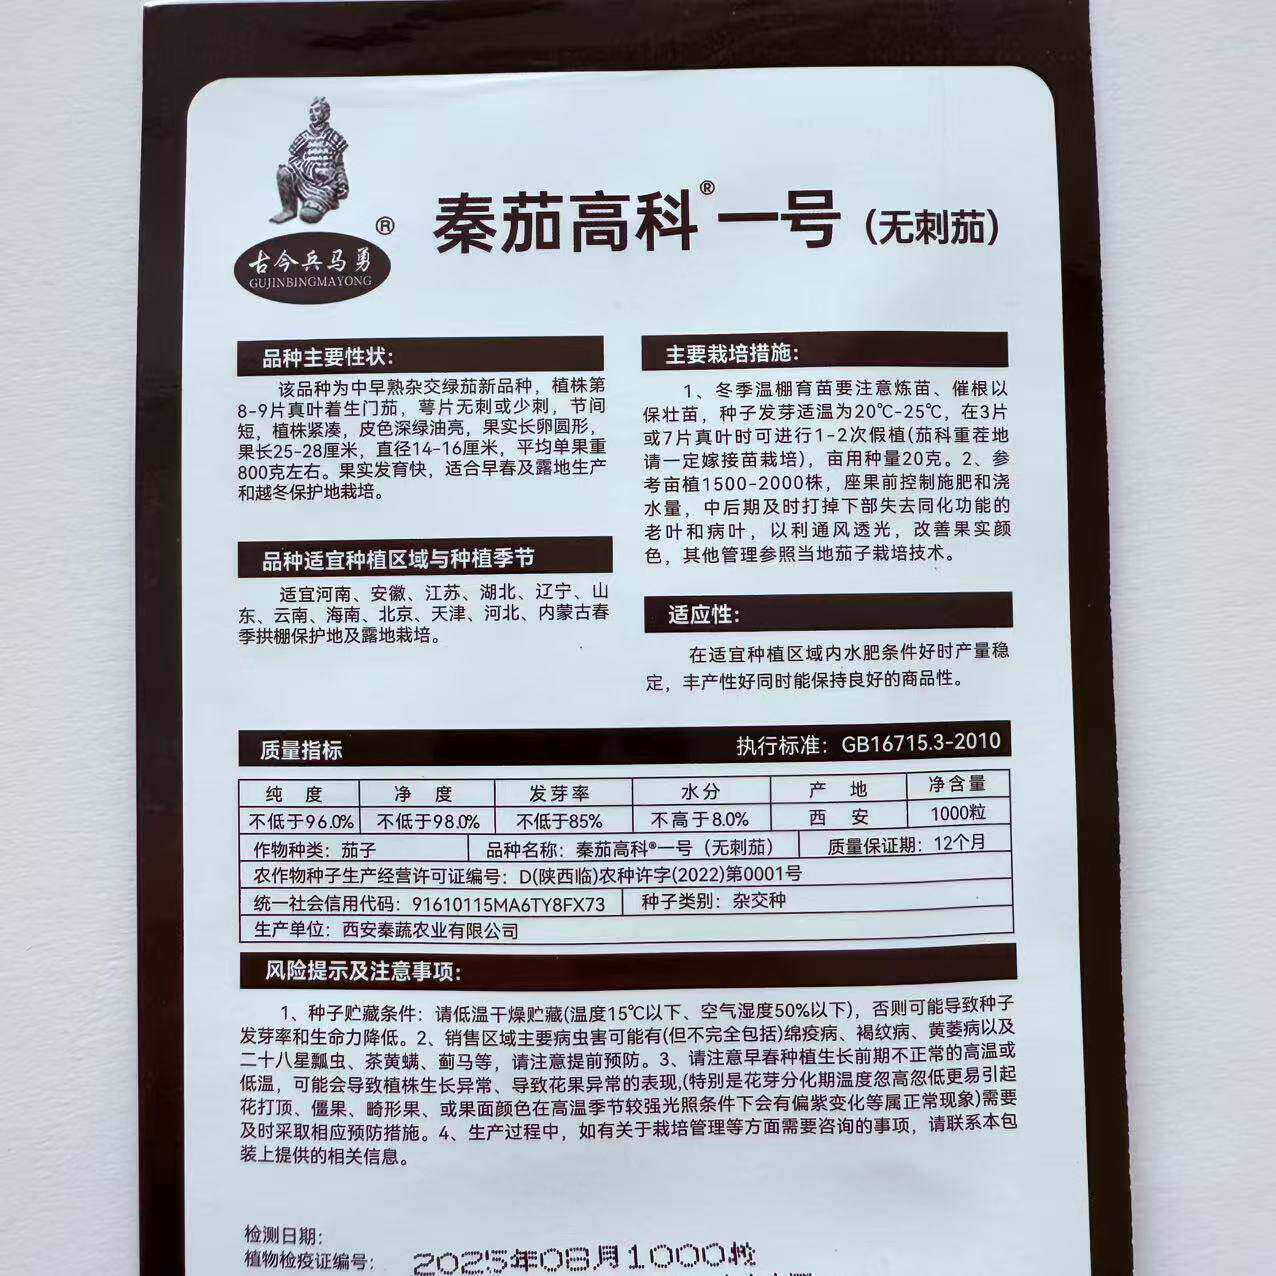 秦茄高科®一号（无刺茄）
®
古今兵马勇
GUJINBINGMAYONG
品种主要性状：
该品种为中早熟杂交绿茄新品种，植株第
8-9片真叶着生门茄，萼片无刺或少刺，节间
短，植株紧凑，皮色深绿油亮，果实长卵圆形，
果长25-28厘米，直径14-16厘米，平均单果重
800克左右。果实发育快，适合早春及露地生产
和越冬保护地栽培。
品种适宜种植区域与种植季节
适宜河南、安徽、江苏、湖北、辽宁、山
东、云南、海南、北京、天津、河北、内蒙古春
季拱棚保护地及露地栽培。
主要栽培措施：
1、冬季温棚育苗要注意炼苗、催根以
保壮苗，种子发芽适温为20℃-25℃，在3片
或7片真叶时可进行1-2次假植(茄科重茬地
请一定嫁接苗栽培)，亩用种量20克。2、参
考亩植1500-2000株，座果前控制施肥和浇
水量，中后期及时打掉下部失去同化功能的
老叶和病叶，以利通风透光，改善果实颜
色，其他管理参照当地茄子栽培技术。
适应性：
在适宜种植区域内水肥条件好时产量稳
定，丰产性好同时能保持良好的商品性。
质量指标 执行标准：GB16715.3-2010
纯 度 净 度 发芽率 水分 产 地 净含量
不低于96.0% 不低于98.0% 不低于85% 不高于8.0% 西 安 1000粒
作物种类：茄子 品种名称：秦茄高科®一号（无刺茄） 质量保证期：12个月
农作物种子生产经营许可证编号：D(陕西临)农种许字(2022)第0001号
统一社会信用代码：91610115MA6TY8FX73 种子类别：杂交种
生产单位：西安秦蔬农业有限公司
风险提示及注意事项：
1、种子贮藏条件：请低温干燥贮藏(温度15℃以下、空气湿度50%以下)，否则可能导致种子
发芽率和生命力降低。2、销售区域主要病虫害可能有(但不完全包括)绵疫病、褐纹病、黄萎病以及
二十八星瓢虫、茶黄螨、蓟马等，请注意提前预防。3、请注意早春种植生长前期不正常的高温或
低温，可能会导致植株生长异常、导致花果异常的表现,(特别是花芽分化期温度忽高忽低更易引起
花打顶、僵果、畸形果、或果面颜色在高温季节较强光照条件下会有偏紫变化等属正常现象)需要
及时采取相应预防措施。4、生产过程中，如有关于栽培管理等方面需要咨询的事项，请联系本包
装上提供的相关信息。
检测日期：
植物检疫证编号： 2025年08月1000粒